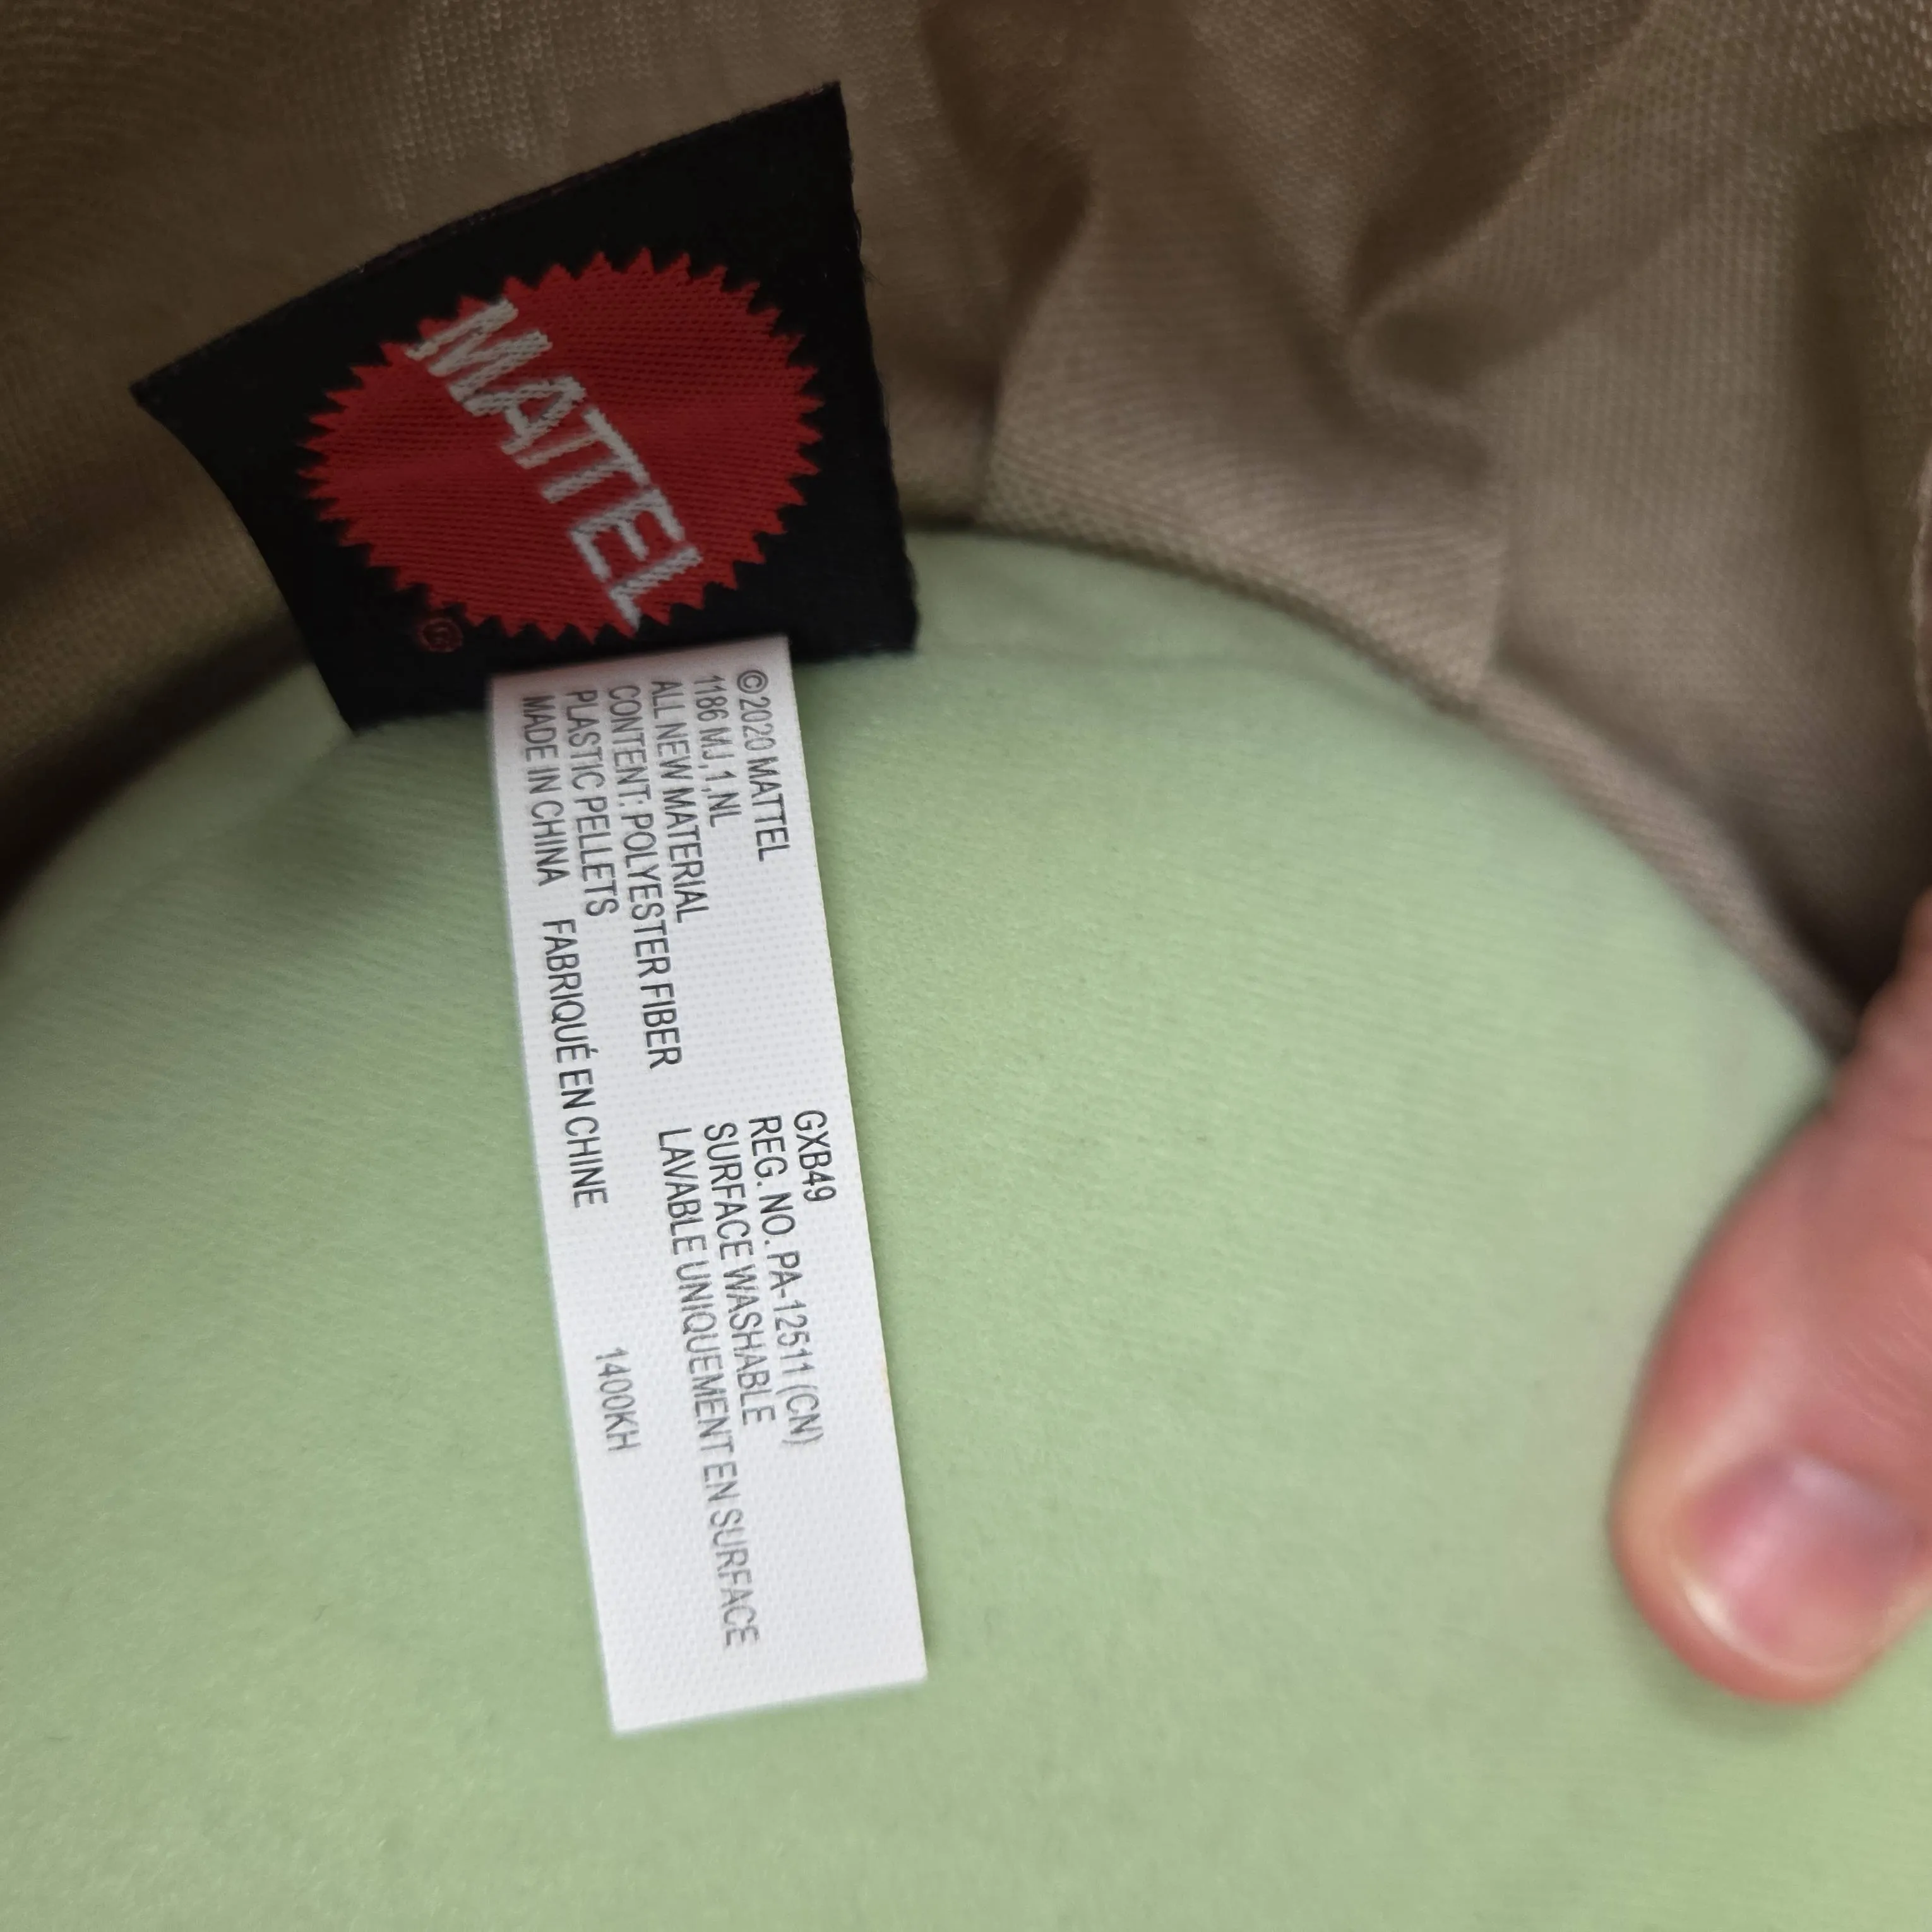 MATTEL
®
©2020 MATTEL
1186 MJ,1,NL
ALL NEW MATERIAL
CONTENT: POLYESTER FIBER
PLASTIC PELLETS
MADE IN CHINA FABRIQUÉ EN CHINE
GXB49
REG. NO. PA-12511 (CN)
SURFACE WASHABLE
LAVABLE UNIQUEMENT EN SURFACE
1400KH